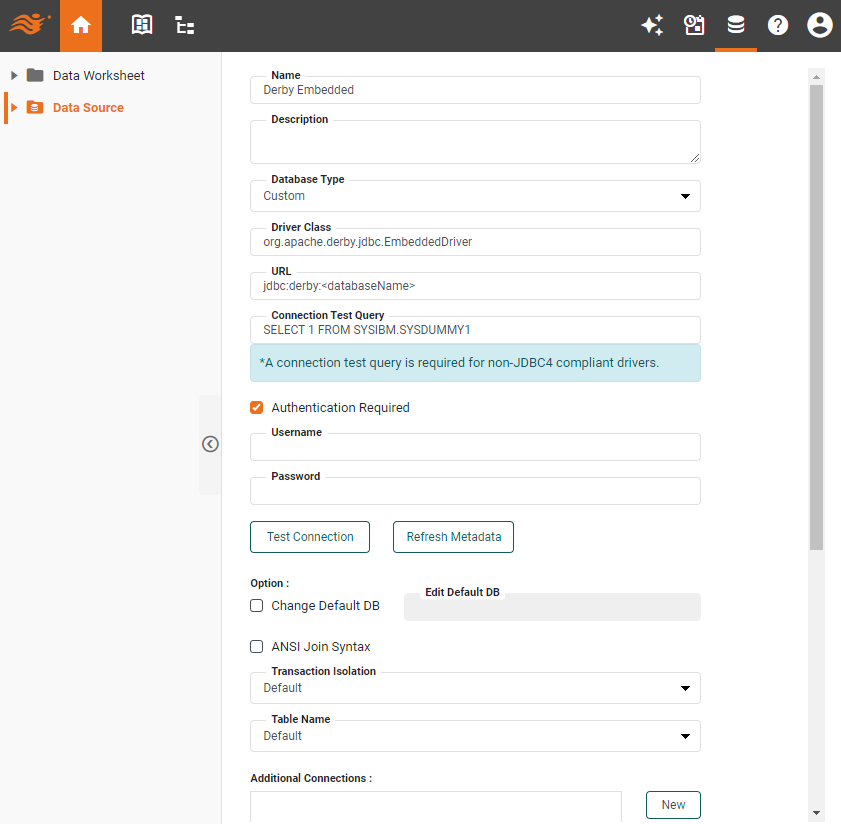 Data Worksheet
Data Source
Name
Derby Embedded
Description
Database Type
Custom
Driver Class
org.apache.derby.jdbc.EmbeddedDriver
URL
jdbc:derby:<databaseName>
Connection Test Query
SELECT 1 FROM SYSIBM.SYSDUMMY1
*A connection test query is required for non-JDBC4 compliant drivers.
Authentication Required
Username
Password
Test Connection Refresh Metadata
Option :
Change Default DB Edit Default DB
ANSI Join Syntax
Transaction Isolation
Default
Table Name
Default
Additional Connections :
New